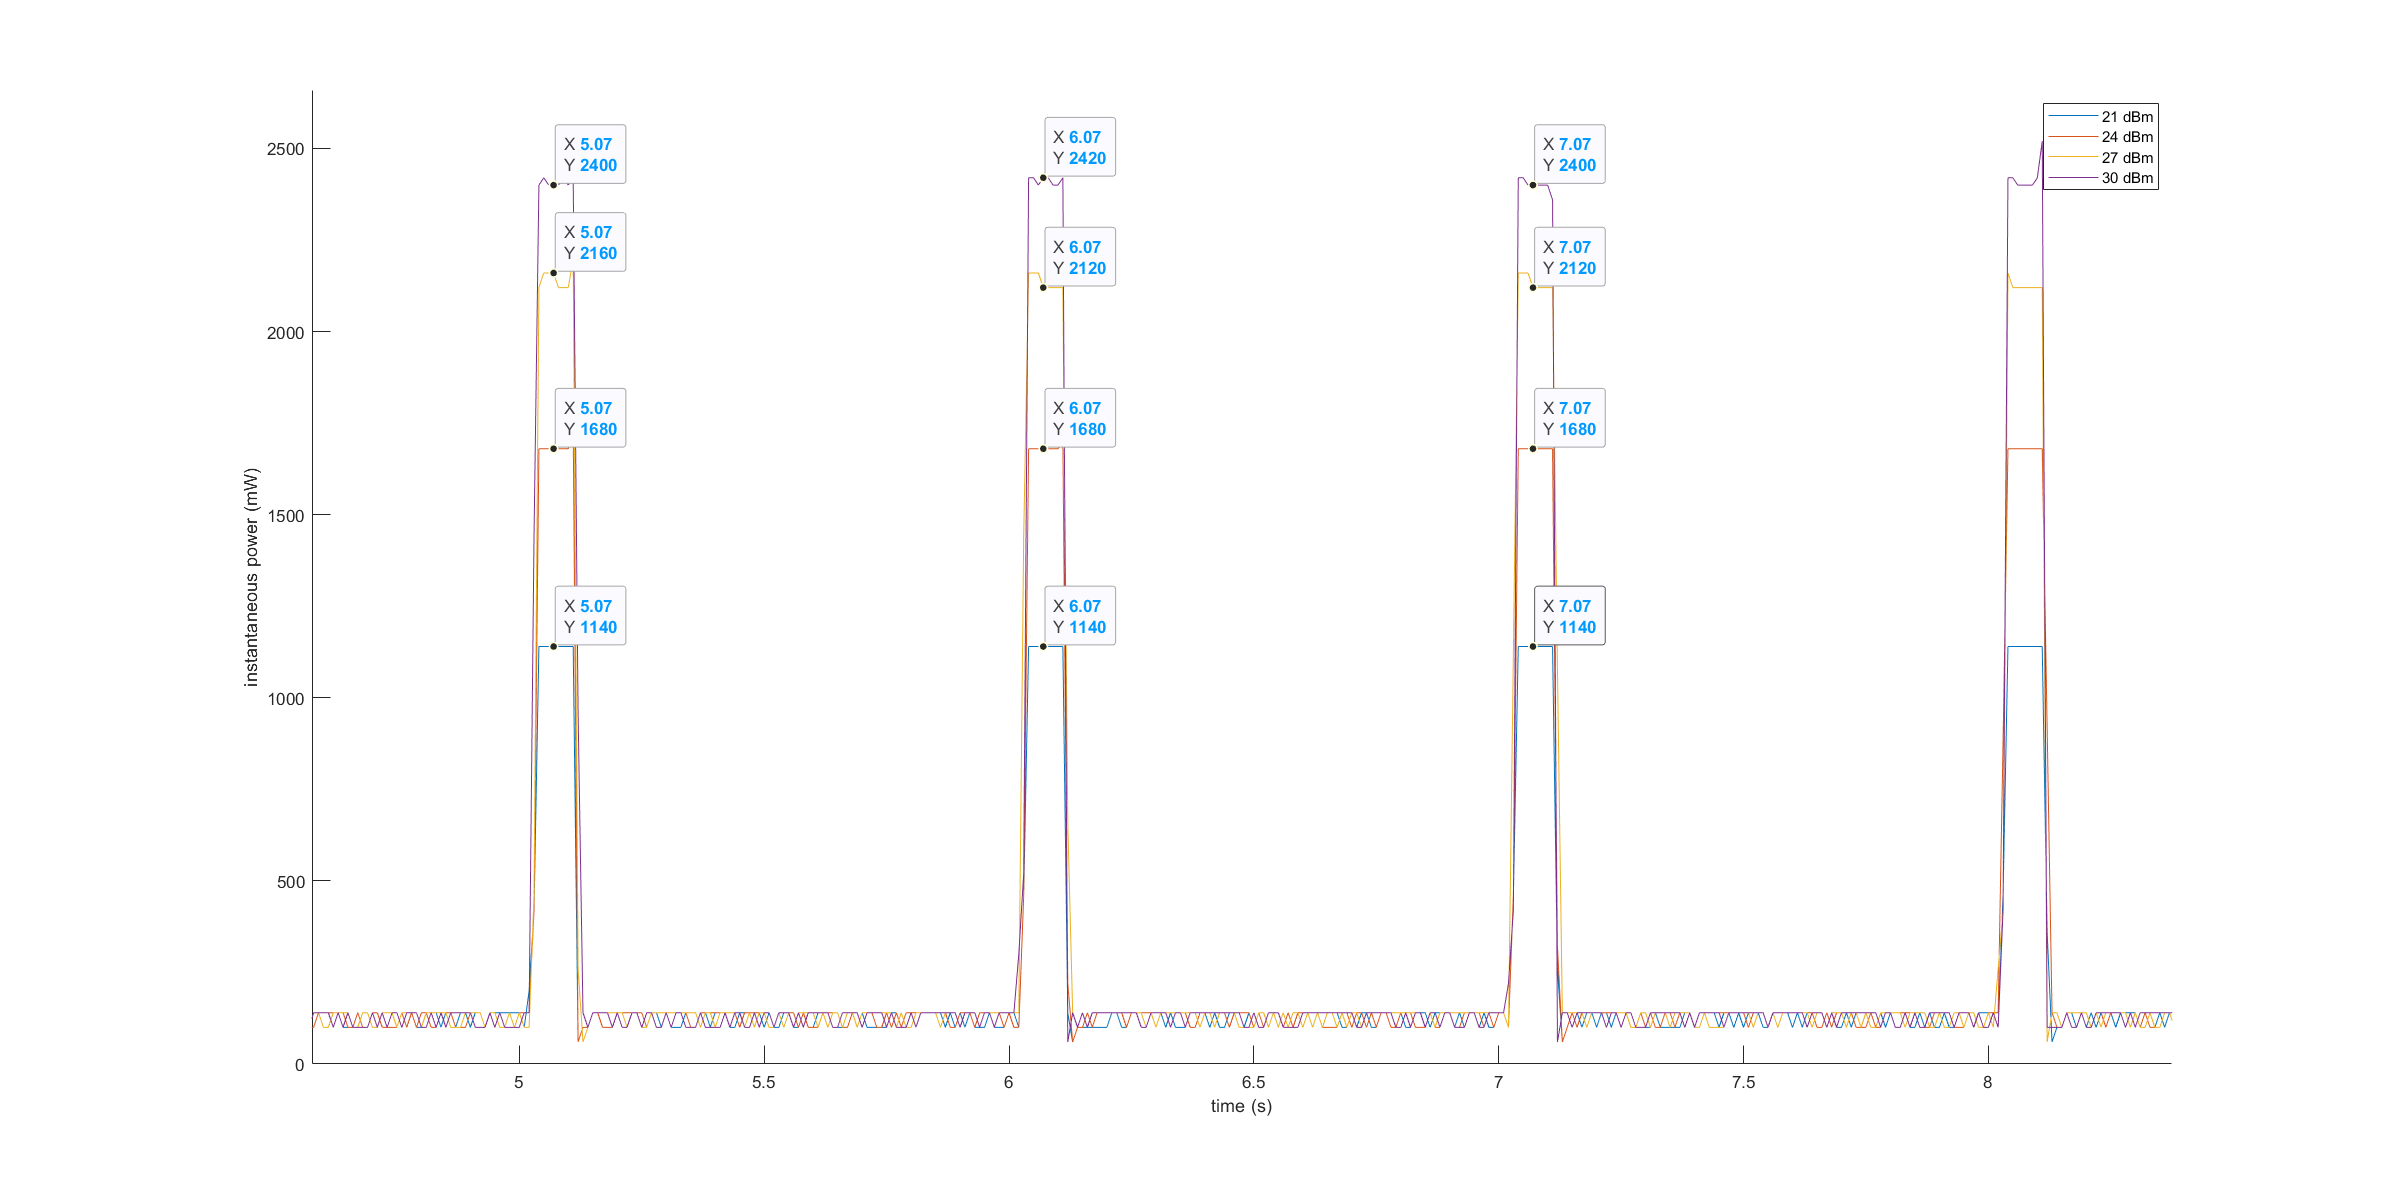 21 dBm
24 dBm
27 dBm
30 dBm
X 5.07
Y 2400
X 6.07
Y 2420
X 7.07
Y 2400
X 5.07
Y 2160
X 6.07
Y 2120
X 7.07
Y 2120
X 5.07
Y 1680
X 6.07
Y 1680
X 7.07
Y 1680
X 5.07
Y 1140
X 6.07
Y 1140
X 7.07
Y 1140
2500
2000
1500
1000
500
0
instantaneous power (mW)
5 5.5 6 6.5 7 7.5 8
time (s)